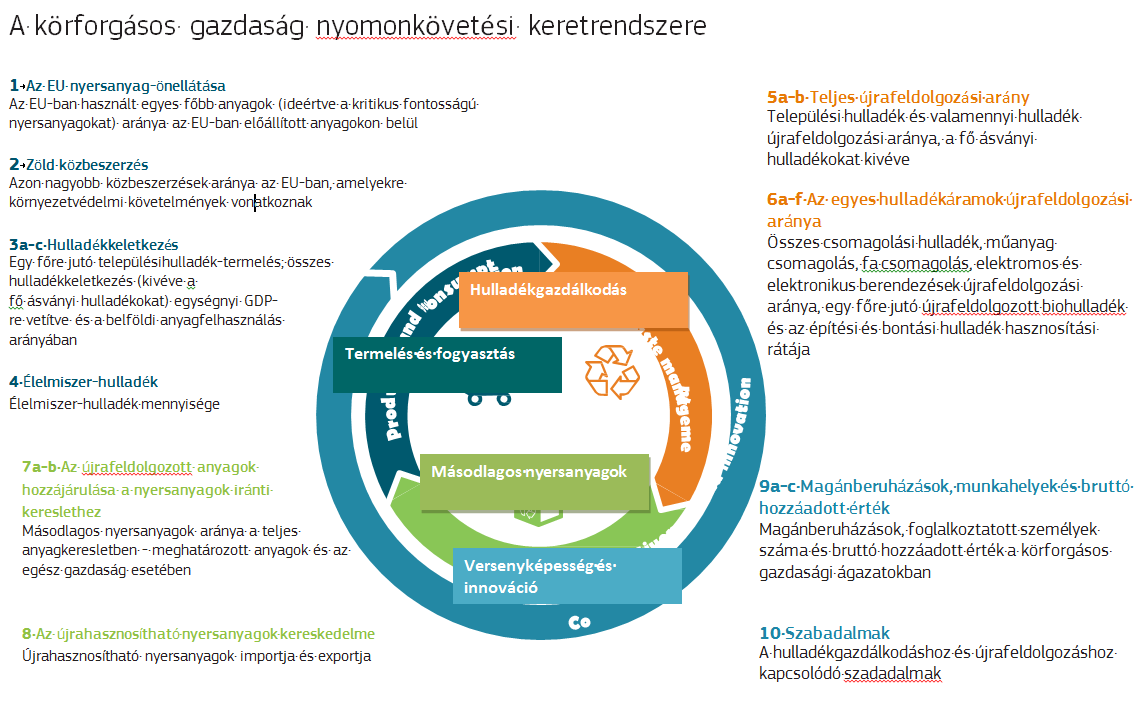 A körforgásos gazdaság nyomonkövetési keretrendszere
1 Az EU nyersanyag-önellátása
Az EU-ban használt egyes főbb anyagok (ideértve a kritikus fontosságú
nyersanyagokat) aránya az EU-ban előállított anyagokon belül
2 Zöld közbeszerzés
Azon nagyobb közbeszerzések aránya az EU-ban, amelyekre
környezetvédelmi követelmények vonatkoznak
3a-c Hulladékkeletkezés
Egy főre jutó településihulladék-termelés; összes
hulladékkeletkezés (kivéve a
fő ásványi hulladékokat) egységnyi GDP-
re vetítve és a belföldi anyagfelhasználás
arányában
4 Élelmiszer-hulladék
Élelmiszer-hulladék mennyisége
7a-b Az újrafeldolgozott anyagok
hozzájárulása a nyersanyagok iránti
kereslethez
Másodlagos nyersanyagok aránya a teljes
anyagkeresletben - meghatározott anyagok és az
egész gazdaság esetében
8 Az újrahasznosítható nyersanyagok kereskedelme
Újrahasznosítható nyersanyagok importja és exportja
Hulladékgazdálkodás
Termelés és fogyasztás
Másodlagos nyersanyagok
Versenyképesség és
innováció
and
innovation
Co
5a-b Teljes újrafeldolgozási arány
Települési hulladék és valamennyi hulladék
újrafeldolgozási aránya, a fő ásványi
hulladékokat kivéve
6a-f Az egyes hulladékáramok újrafeldolgozási
aránya
Összes csomagolási hulladék, műanyag
csomagolás, fa csomagolás, elektromos és
elektronikus berendezések újrafeldolgozási
aránya, egy főre jutó újrafeldolgozott biohulladék
és az építési és bontási hulladék hasznosítási
rátája
9a-c Magánberuházások, munkahelyek és bruttó
hozzáadott érték
Magánberuházások, foglalkoztatott személyek
száma és bruttó hozzáadott érték a körforgásos
gazdasági ágazatokban
10 Szabadalmak
A hulladékgazdálkodáshoz és újrafeldolgozáshoz
kapcsolódó szadadalmak